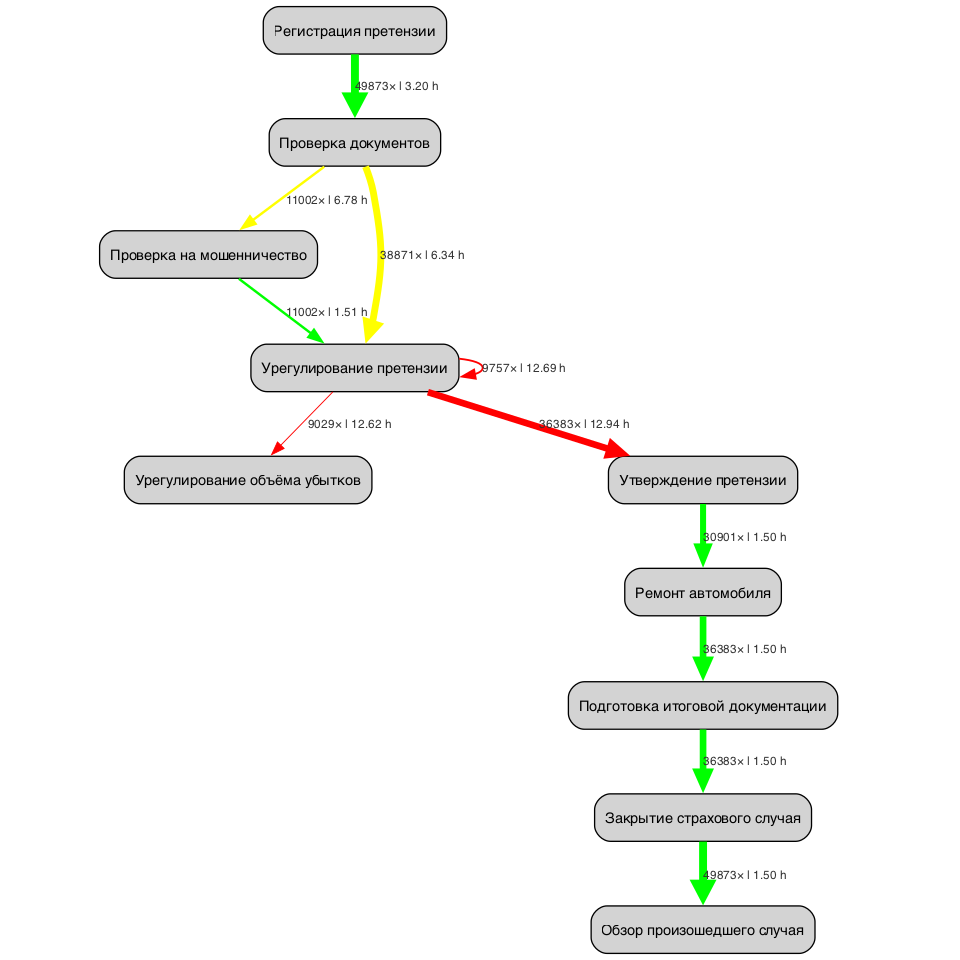 Регистрация претензии
49873× | 3.20 h
Проверка документов
11002× | 6.78 h
Проверка на мошенничество
38871× | 6.34 h
11002× | 1.51 h
Урегулирование претензии
9757× | 12.69 h
9029× | 12.62 h
36383× | 12.94 h
Урегулирование объёма убытков
Утверждение претензии
30901× | 1.50 h
Ремонт автомобиля
36383× | 1.50 h
Подготовка итоговой документации
36383× | 1.50 h
Закрытие страхового случая
49873× | 1.50 h
Обзор произошедшего случая